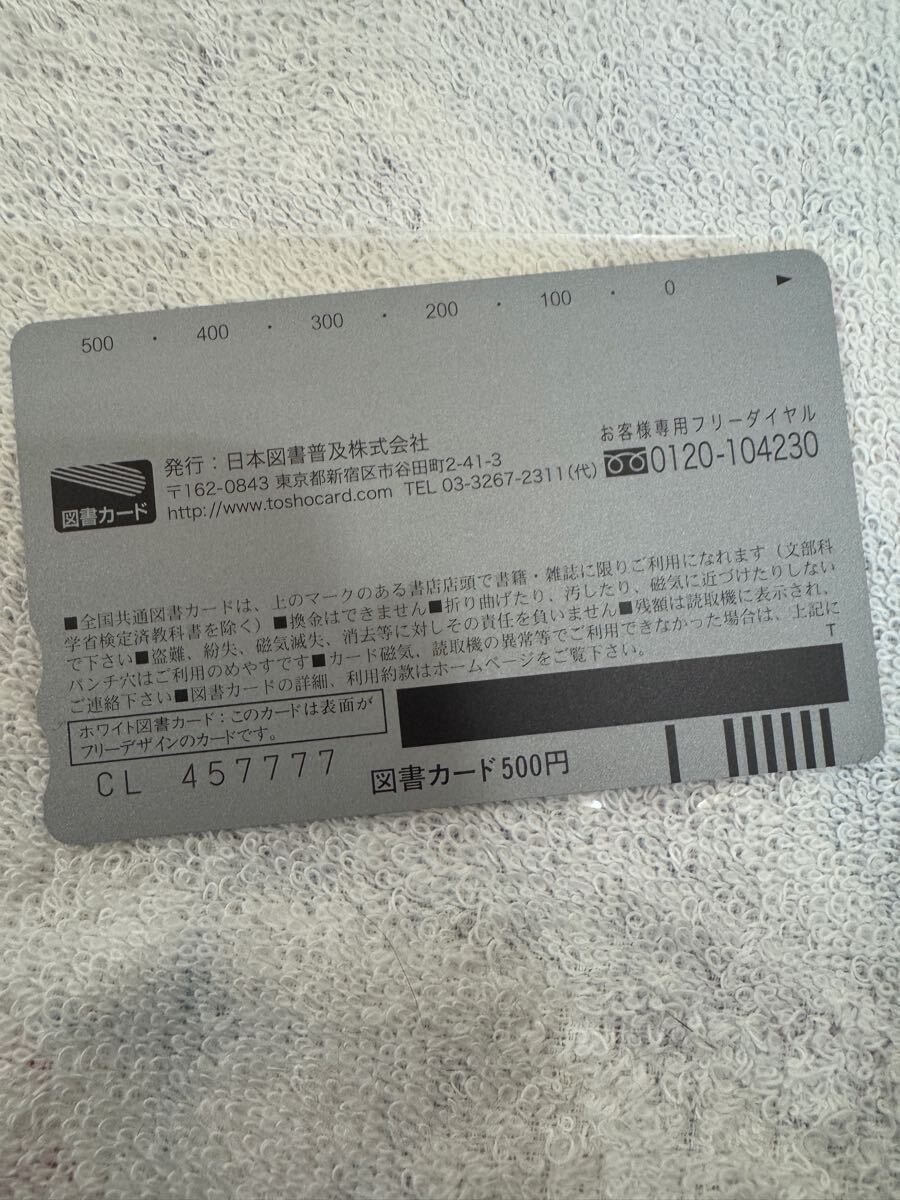 500 ・ 400 ・ 300 ・ 200 ・ 100 ・ 0 ▶
図書カード
発行：日本図書普及株式会社
〒162-0843 東京都新宿区市谷田町2-41-3
http://www.toshocard.com TEL 03-3267-2311(代)
お客様専用フリーダイヤル
0120-104230
■全国共通図書カードは、上のマークのある書店店頭で書籍・雑誌に限りご利用になれます（文部科
学省検定済教科書を除く）■換金はできません■折り曲げたり、汚したり、磁気に近づけたりしない
で下さい■盗難、紛失、磁気滅失、消去等に対しその責任を負いません■残額は読取機に表示され、
パンチ穴はご利用のめやすです■カード磁気、読取機の異常等でご利用できなかった場合は、上記に
ご連絡下さい■図書カードの詳細、利用約款はホームページをご覧下さい。
T
ホワイト図書カード：このカードは表面が
フリーデザインのカードです。
CL 457777
図書カード500円